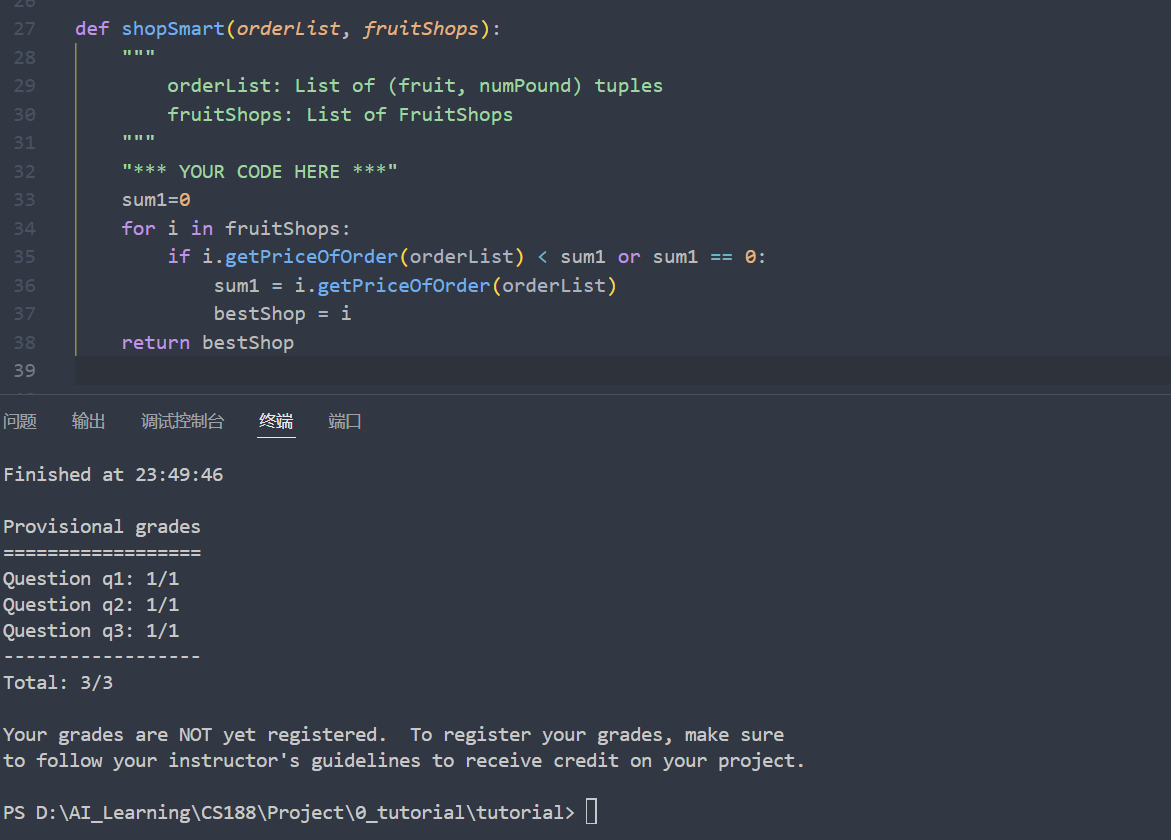 26
27 def shopSmart(orderList, fruitShops):
28     """
29         orderList: List of (fruit, numPound) tuples
30         fruitShops: List of FruitShops
31     """
32     "*** YOUR CODE HERE ***"
33     sum1=0
34     for i in fruitShops:
35         if i.getPriceOfOrder(orderList) < sum1 or sum1 == 0:
36             sum1 = i.getPriceOfOrder(orderList)
37             bestShop = i
38     return bestShop
39
问题 输出 调试控制台 终端 端口
Finished at 23:49:46
Provisional grades
==================
Question q1: 1/1
Question q2: 1/1
Question q3: 1/1
------------------
Total: 3/3
Your grades are NOT yet registered.  To register your grades, make sure
to follow your instructor's guidelines to receive credit on your project.
PS D:\AI_Learning\CS188\Project\0_tutorial\tutorial>